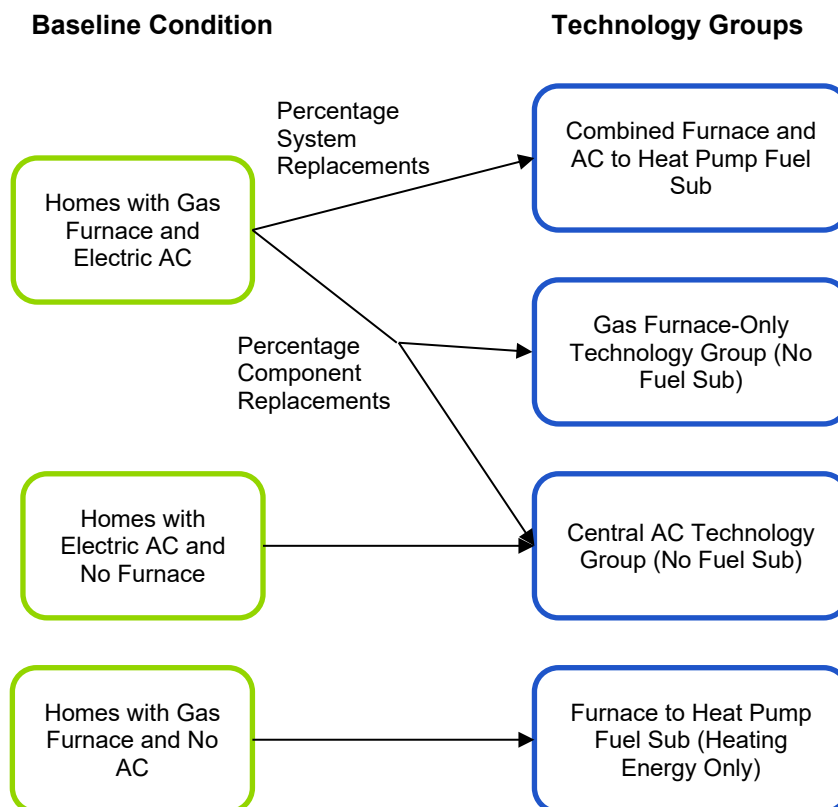 Baseline Condition
Technology Groups
Percentage
System
Replacements
Combined Furnace and
AC to Heat Pump Fuel
Sub
Homes with Gas
Furnace and
Electric AC
Gas Furnace-Only
Technology Group (No
Fuel Sub)
Percentage
Component
Replacements
Homes with
Electric AC and
No Furnace
Central AC Technology
Group (No Fuel Sub)
Homes with Gas
Furnace and No
AC
Furnace to Heat Pump
Fuel Sub (Heating
Energy Only)